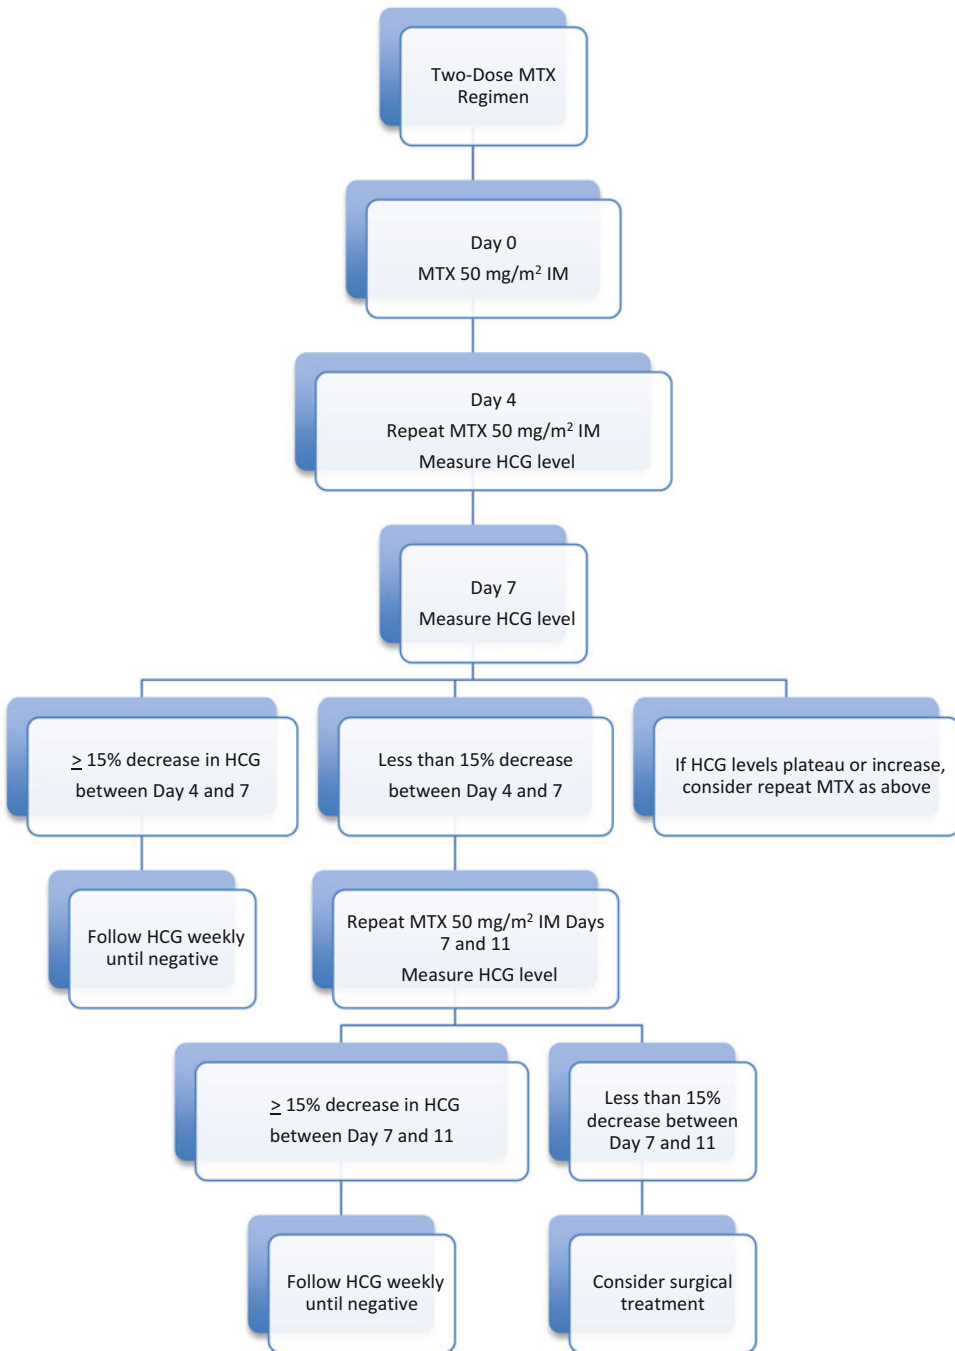 Two-Dose MTX
Regimen
Day 0
MTX 50 mg/m² IM
Day 4
Repeat MTX 50 mg/m² IM
Measure HCG level
Day 7
Measure HCG level
≥ 15% decrease in HCG
between Day 4 and 7
Less than 15% decrease
between Day 4 and 7
If HCG levels plateau or increase,
consider repeat MTX as above
Follow HCG weekly
until negative
Repeat MTX 50 mg/m² IM Days
7 and 11
Measure HCG level
≥ 15% decrease in HCG
between Day 7 and 11
Less than 15%
decrease between
Day 7 and 11
Follow HCG weekly
until negative
Consider surgical
treatment